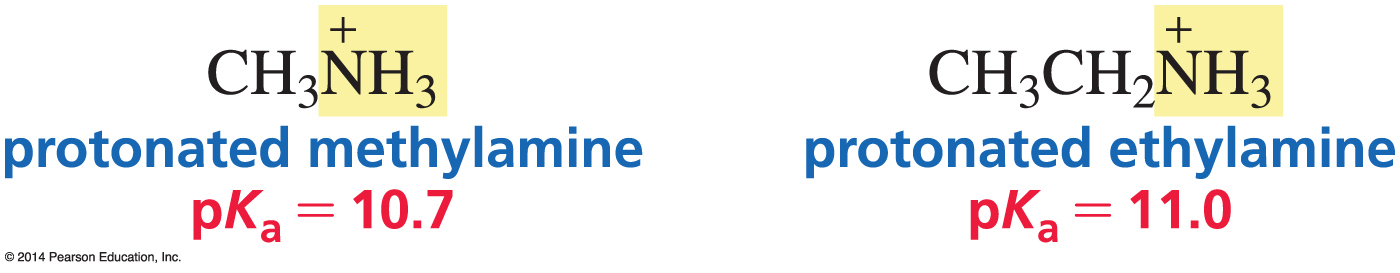 CH₃N⁺H₃ CH₃CH₂N⁺H₃
protonated methylamine protonated ethylamine
pKₐ = 10.7 pKₐ = 11.0
© 2014 Pearson Education, Inc.